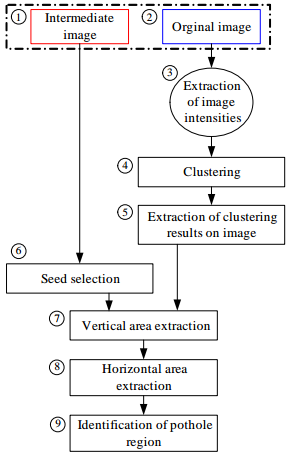 1 Intermediate
image
2 Orginal image
3 Extraction
of image
intensities
4 Clustering
5 Extraction of clustering
results on image
6
Seed selection
7 Vertical area extraction
8 Horizontal area
extraction
9 Identification of pothole
region